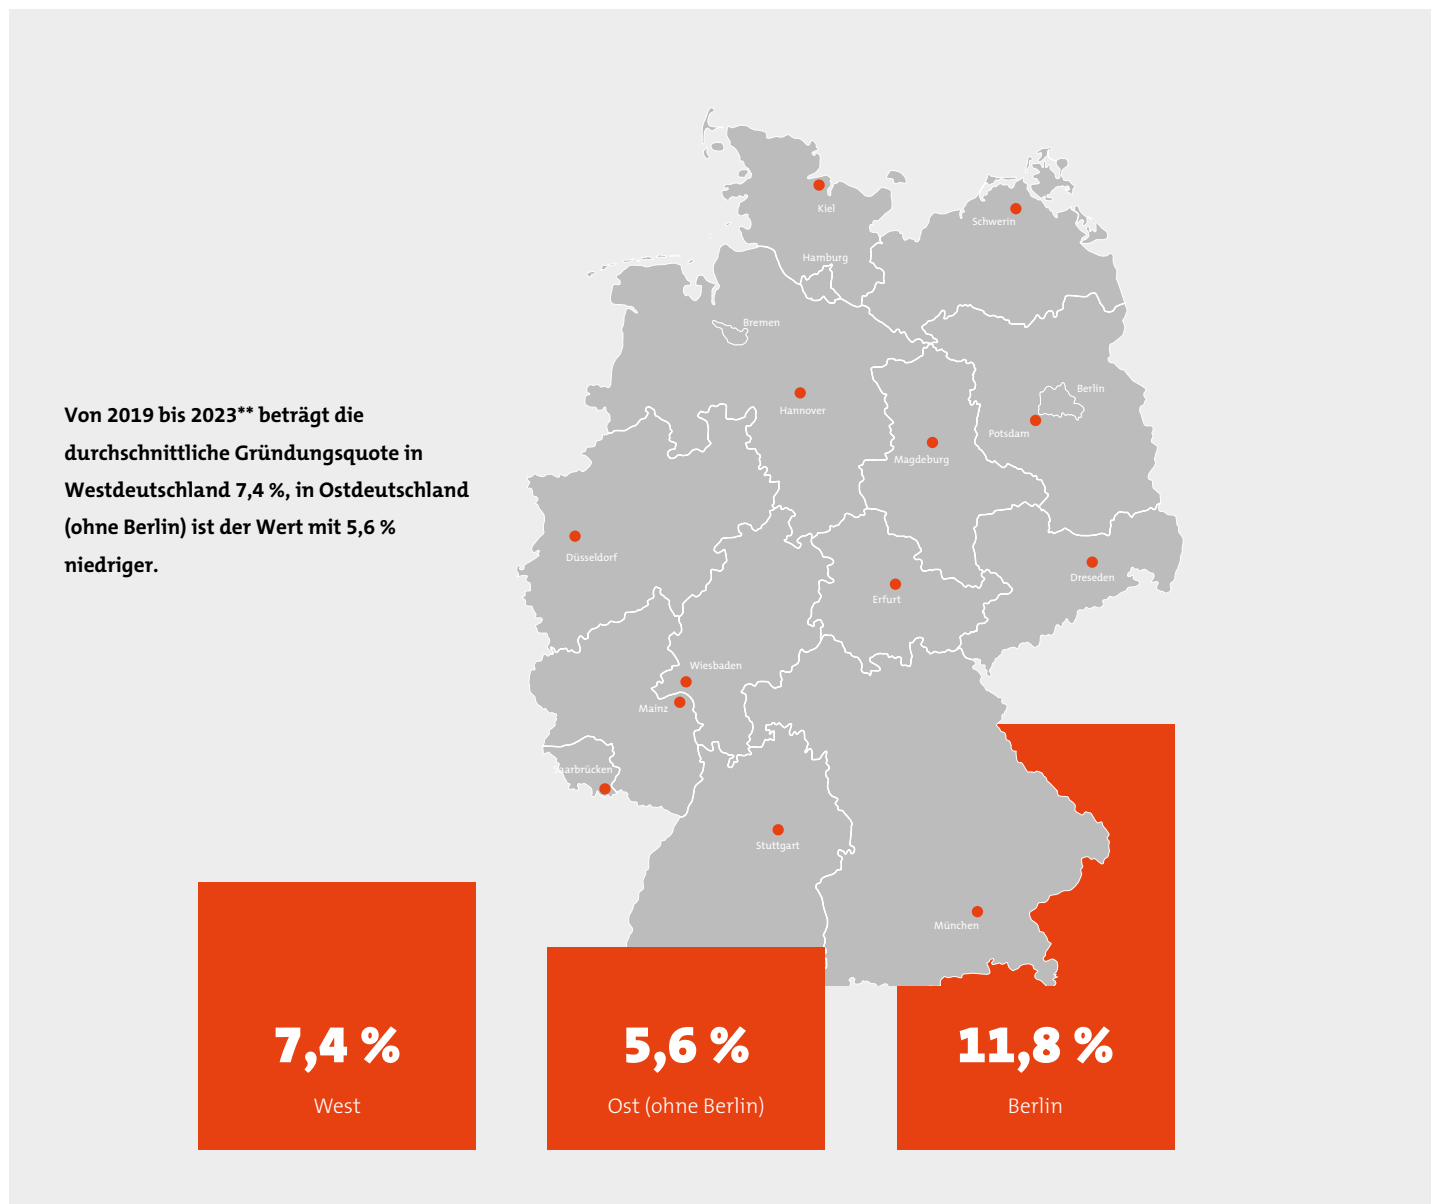 Kiel
Schwerin
Hamburg
Bremen
Berlin
Hannover
Potsdam
Magdeburg
Von 2019 bis 2023** beträgt die
durchschnittliche Gründungsquote in
Westdeutschland 7,4 %, in Ostdeutschland
(ohne Berlin) ist der Wert mit 5,6 %
niedriger.
Düsseldorf
Dreseden
Erfurt
Wiesbaden
Mainz
Saarbrücken
Stuttgart
München
7,4 %
West
5,6 %
Ost (ohne Berlin)
11,8 %
Berlin